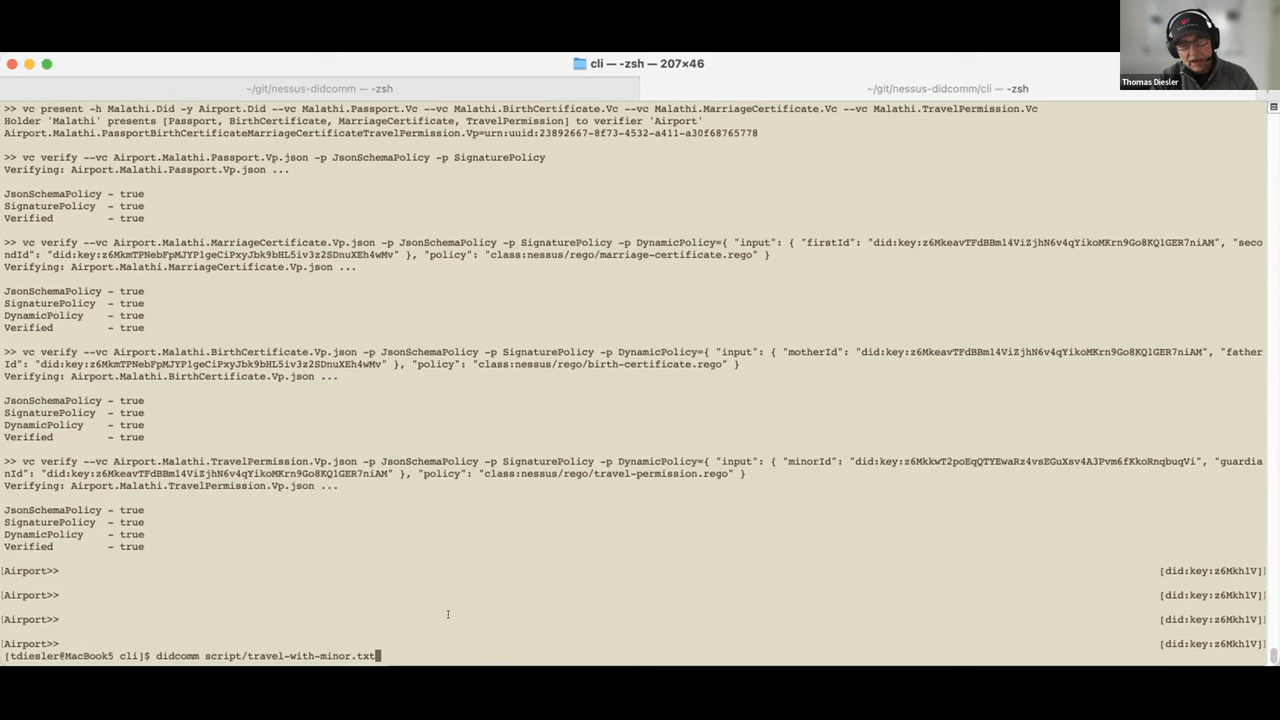 cli — -zsh — 207×46
~/git/nessus-didcomm — -zsh
~/git/nessus-didcomm/cli — -zsh
Thomas Diesler
>> vc present -h Malathi.Did -y Airport.Did --vc Malathi.Passport.Vc --vc Malathi.BirthCertificate.Vc --vc Malathi.MarriageCertificate.Vc --vc Malathi.TravelPermission.Vc
Holder 'Malathi' presents [Passport, BirthCertificate, MarriageCertificate, TravelPermission] to verifier 'Airport'
Airport.Malathi.PassportBirthCertificateMarriageCertificateTravelPermission.Vp=urn:uuid:23892667-8f73-4532-a411-a30f68765778
>> vc verify --vc Airport.Malathi.Passport.Vp.json -p JsonSchemaPolicy -p SignaturePolicy
Verifying: Airport.Malathi.Passport.Vp.json ...
JsonSchemaPolicy - true
SignaturePolicy  - true
Verified         - true
>> vc verify --vc Airport.Malathi.MarriageCertificate.Vp.json -p JsonSchemaPolicy -p SignaturePolicy -p DynamicPolicy={ "input": { "firstId": "did:key:z6MkeavTFdBBm14ViZjhN6v4qYikoMKrn9Go8KQ1GER7niAM", "seco
ndId": "did:key:z6MkmTPNebFpMJYP1geCiPxyJbk9bHL5iv3z2SDnuXEh4wMv" }, "policy": "class:nessus/rego/marriage-certificate.rego" }
Verifying: Airport.Malathi.MarriageCertificate.Vp.json ...
JsonSchemaPolicy - true
SignaturePolicy  - true
DynamicPolicy    - true
Verified         - true
>> vc verify --vc Airport.Malathi.BirthCertificate.Vp.json -p JsonSchemaPolicy -p SignaturePolicy -p DynamicPolicy={ "input": { "motherId": "did:key:z6MkeavTFdBBm14ViZjhN6v4qYikoMKrn9Go8KQ1GER7niAM", "father
Id": "did:key:z6MkmTPNebFpMJYP1geCiPxyJbk9bHL5iv3z2SDnuXEh4wMv" }, "policy": "class:nessus/rego/birth-certificate.rego" }
Verifying: Airport.Malathi.BirthCertificate.Vp.json ...
JsonSchemaPolicy - true
SignaturePolicy  - true
DynamicPolicy    - true
Verified         - true
>> vc verify --vc Airport.Malathi.TravelPermission.Vp.json -p JsonSchemaPolicy -p SignaturePolicy -p DynamicPolicy={ "input": { "minorId": "did:key:z6MkkwT2poEqQTYEwaRz4vsEGuXsv4A3Pvm6fKkoRnqbuqVi", "guardia
nId": "did:key:z6MkeavTFdBBm14ViZjhN6v4qYikoMKrn9Go8KQ1GER7niAM" }, "policy": "class:nessus/rego/travel-permission.rego" }
Verifying: Airport.Malathi.TravelPermission.Vp.json ...
JsonSchemaPolicy - true
SignaturePolicy  - true
DynamicPolicy    - true
Verified         - true
[Airport>> [did:key:z6Mkh1V]]
[Airport>> [did:key:z6Mkh1V]]
[Airport>> [did:key:z6Mkh1V]]
[Airport>> [did:key:z6Mkh1V]]
[tdiesler@MacBook5 cli]$ didcomm script/travel-with-minor.txt